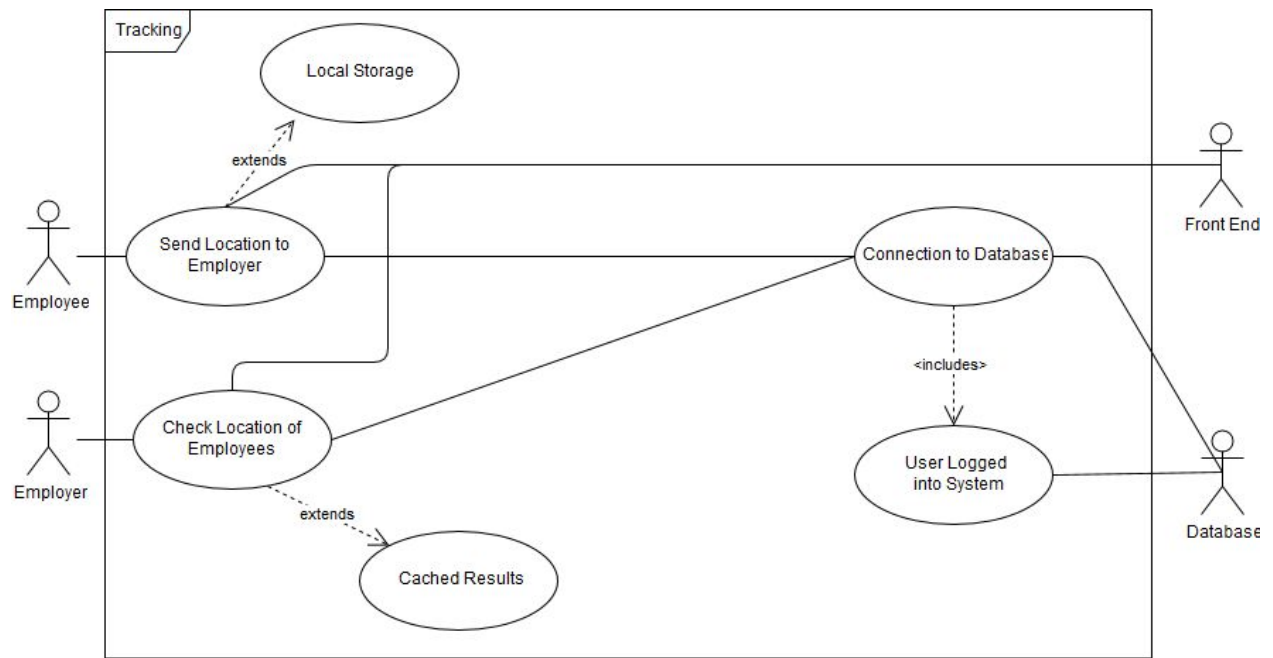 Tracking
Local Storage
extends
Front End
Send Location to
Employer
Connection to Database
Employee
<includes>
Check Location of
Employees
User Logged
into System
Employer
extends
Database
Cached Results